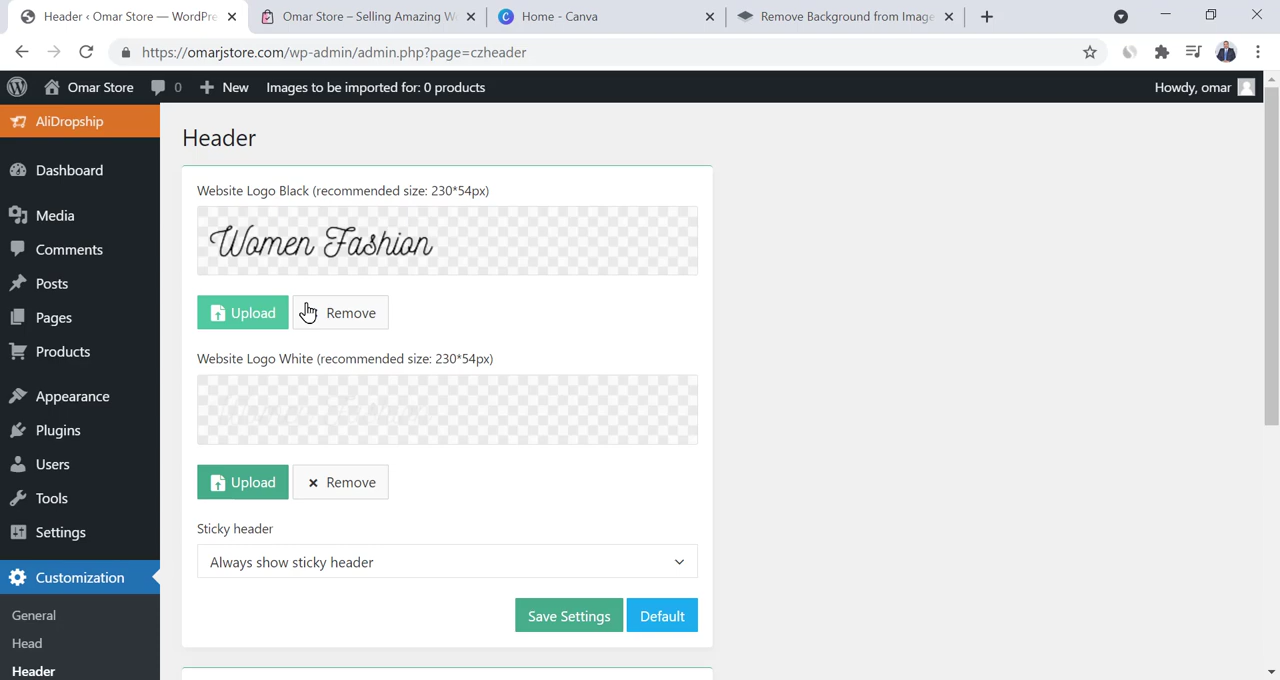 Header ‹ Omar Store — WordPre
Omar Store – Selling Amazing W
Home - Canva
Remove Background from Image
https://omarjstore.com/wp-admin/admin.php?page=czheader
Omar Store
0
New
Images to be imported for: 0 products
Howdy, omar
AliDropship
Dashboard
Media
Comments
Posts
Pages
Products
Appearance
Plugins
Users
Tools
Settings
Customization
General
Head
Header
Header
Website Logo Black (recommended size: 230*54px)
Women Fashion
Upload
Remove
Website Logo White (recommended size: 230*54px)
Women Fashion
Upload
Remove
Sticky header
Always show sticky header
Save Settings
Default